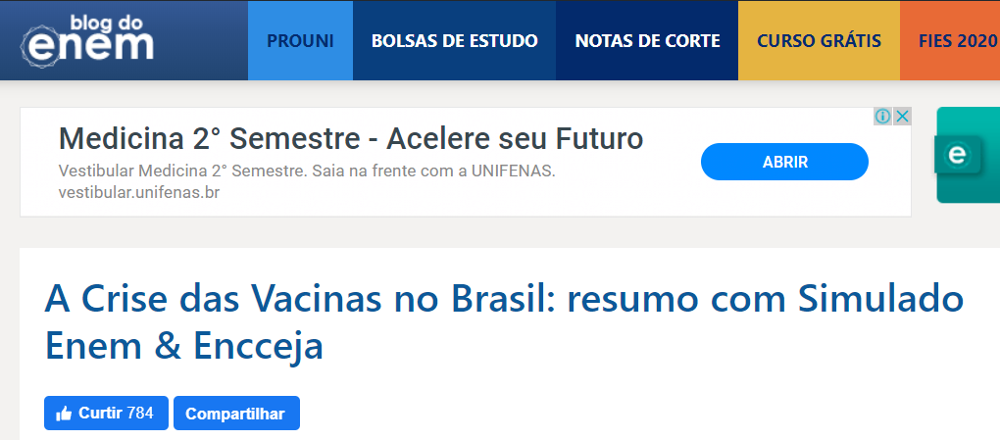 blog do
enem
PROUNI
BOLSAS DE ESTUDO
NOTAS DE CORTE
CURSO GRÁTIS
FIES 2020
Medicina 2° Semestre - Acelere seu Futuro
Vestibular Medicina 2° Semestre. Saia na frente com a UNIFENAS.
vestibular.unifenas.br
ABRIR
e
A Crise das Vacinas no Brasil: resumo com Simulado
Enem & Encceja
Curtir 784
Compartilhar